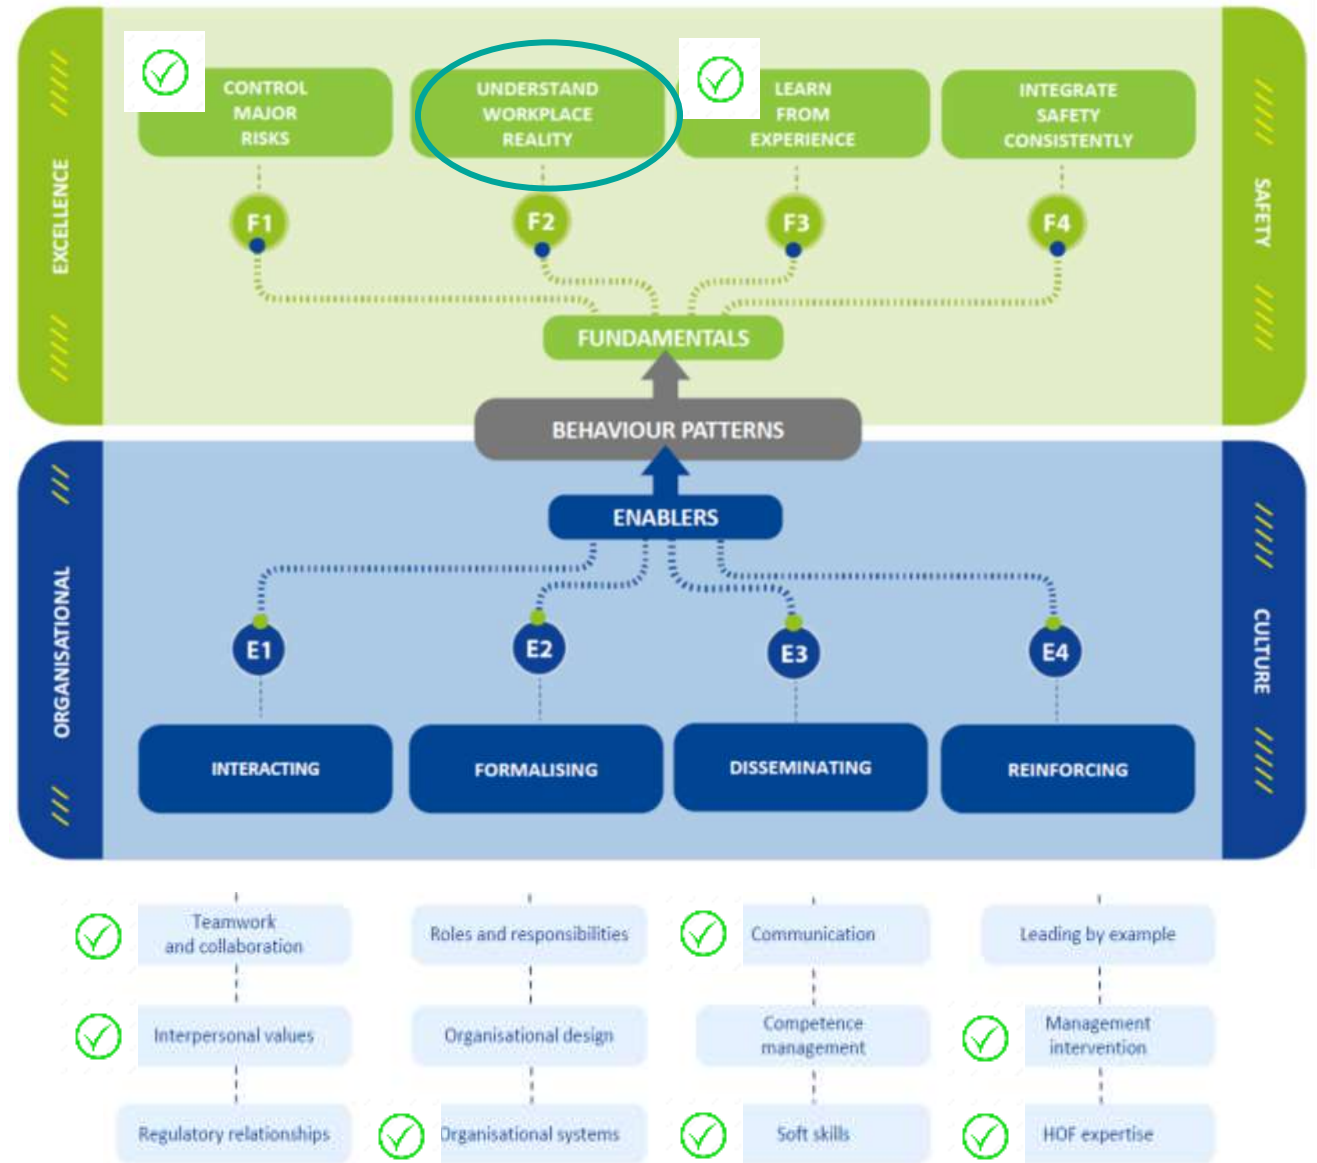 EXCELLENCE
SAFETY
CONTROL
MAJOR
RISKS
UNDERSTAND
WORKPLACE
REALITY
LEARN
FROM
EXPERIENCE
INTEGRATE
SAFETY
CONSISTENTLY
F1
F2
F3
F4
FUNDAMENTALS
BEHAVIOUR PATTERNS
ENABLERS
ORGANISATIONAL
CULTURE
E1
E2
E3
E4
INTERACTING
FORMALISING
DISSEMINATING
REINFORCING
Teamwork
and collaboration
Roles and responsibilities
Communication
Leading by example
Interpersonal values
Organisational design
Competence
management
Management
intervention
Regulatory relationships
Organisational systems
Soft skills
HOF expertise